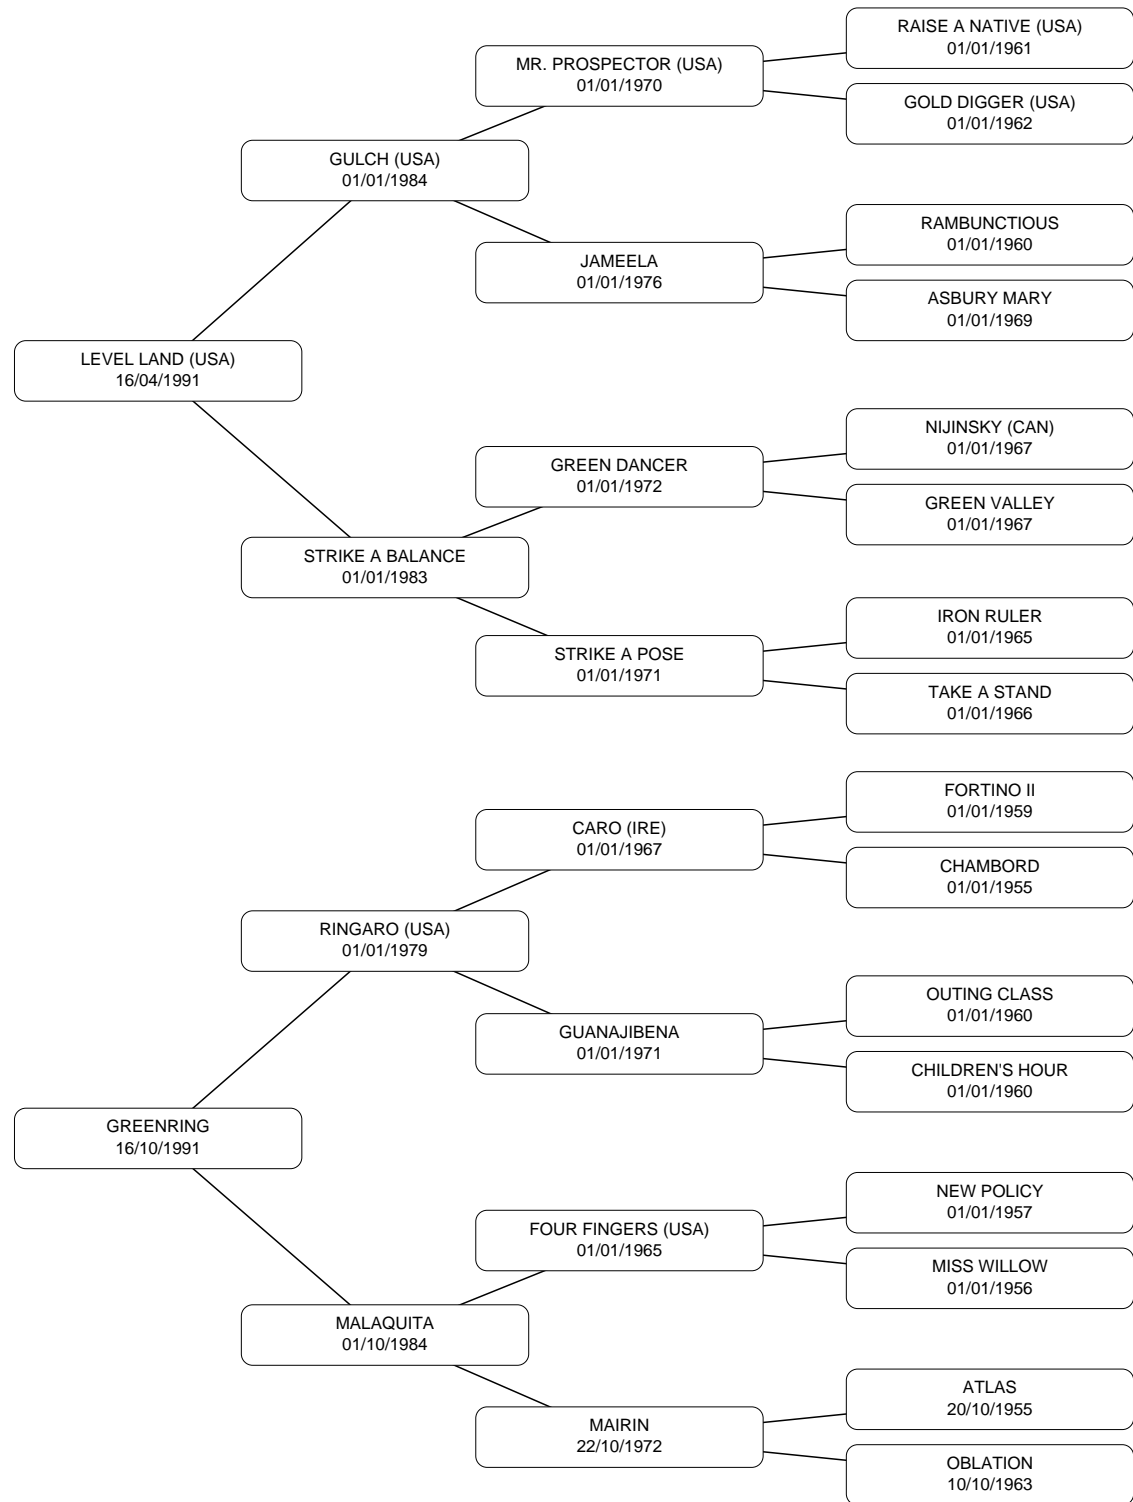 RAISE A NATIVE (USA)
01/01/1961
MR. PROSPECTOR (USA)
01/01/1970
GOLD DIGGER (USA)
01/01/1962
GULCH (USA)
01/01/1984
RAMBUNCTIOUS
01/01/1960
JAMEELA
01/01/1976
ASBURY MARY
01/01/1969
LEVEL LAND (USA)
16/04/1991
NIJINSKY (CAN)
01/01/1967
GREEN DANCER
01/01/1972
GREEN VALLEY
01/01/1967
STRIKE A BALANCE
01/01/1983
IRON RULER
01/01/1965
STRIKE A POSE
01/01/1971
TAKE A STAND
01/01/1966
FORTINO II
01/01/1959
CARO (IRE)
01/01/1967
CHAMBORD
01/01/1955
RINGARO (USA)
01/01/1979
OUTING CLASS
01/01/1960
GUANAJIBENA
01/01/1971
CHILDREN'S HOUR
01/01/1960
GREENRING
16/10/1991
NEW POLICY
01/01/1957
FOUR FINGERS (USA)
01/01/1965
MISS WILLOW
01/01/1956
MALAQUITA
01/10/1984
ATLAS
20/10/1955
MAIRIN
22/10/1972
OBLATION
10/10/1963